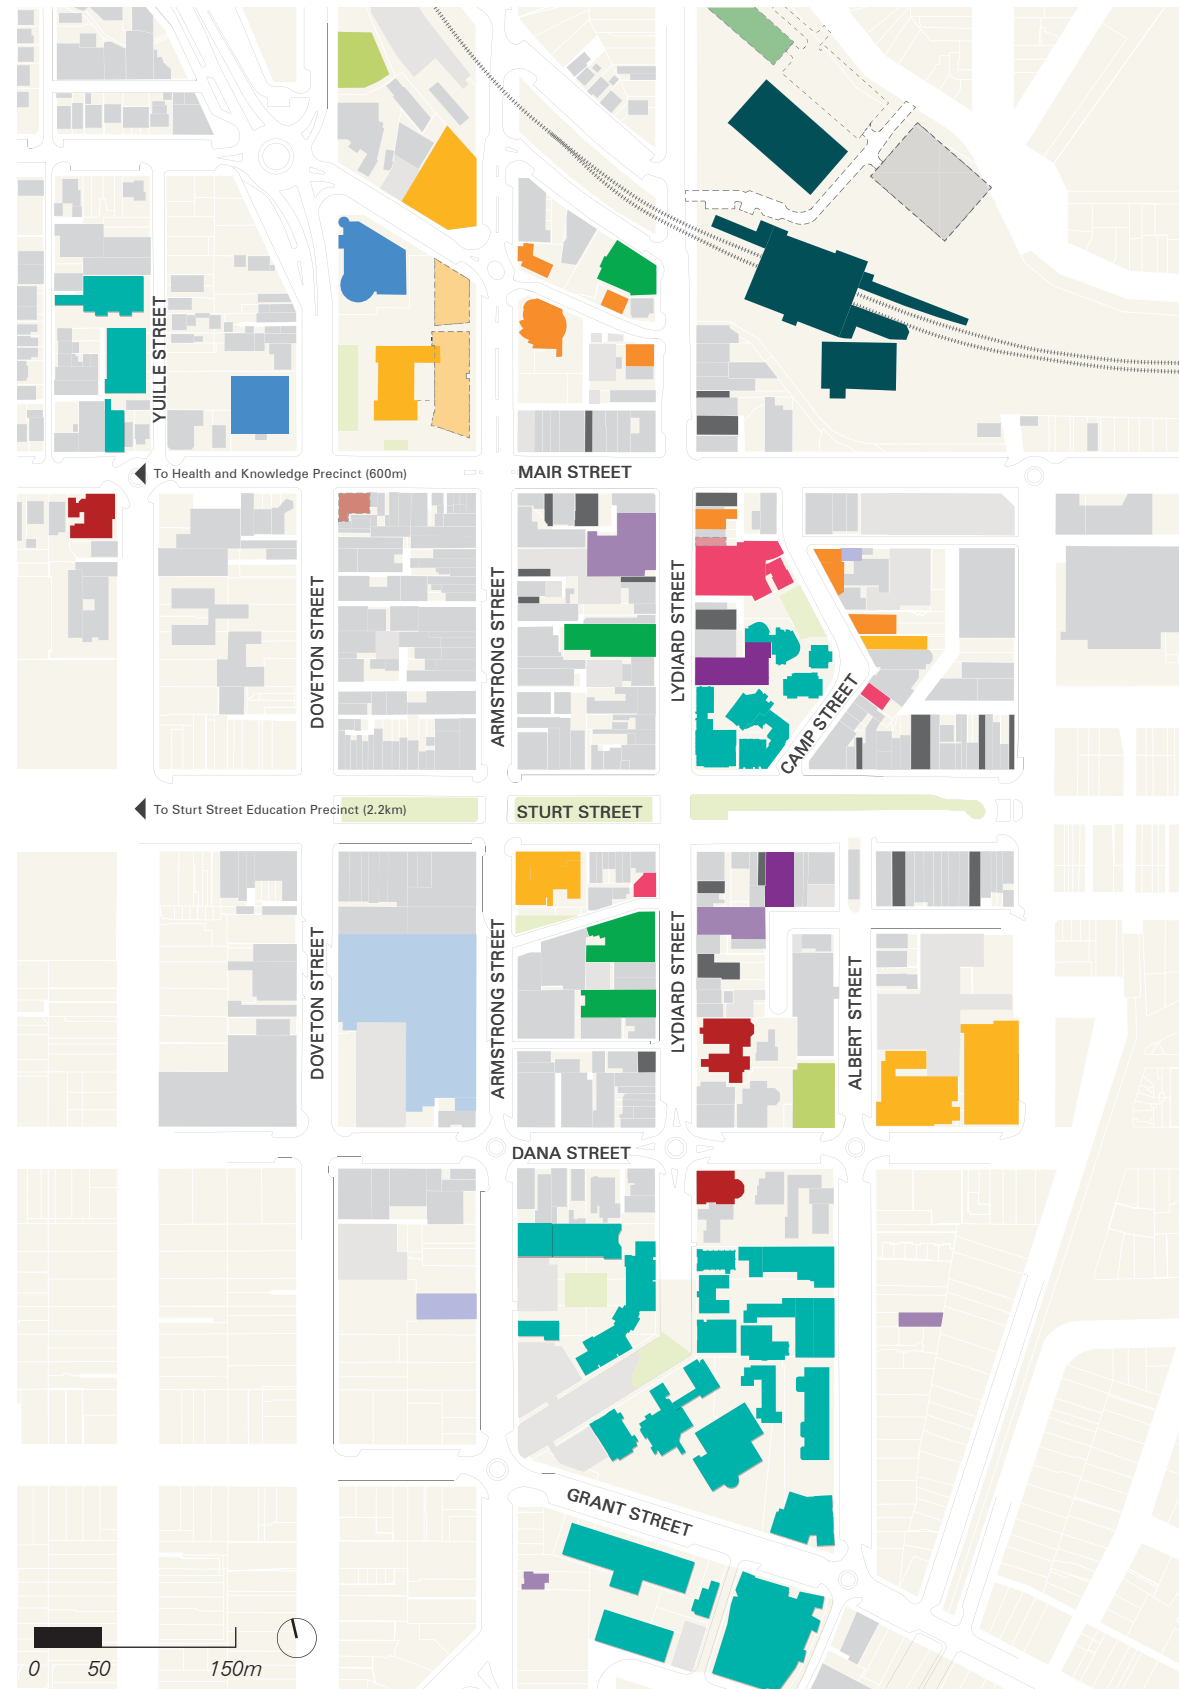 YUILLE STREET
To Health and Knowledge Precinct (600m)
MAIR STREET
DOVETON STREET
ARMSTRONG STREET
LYDIARD STREET
CAMP STREET
To Sturt Street Education Precinct (2.2km)
STURT STREET
DOVETON STREET
ARMSTRONG STREET
LYDIARD STREET
ALBERT STREET
DANA STREET
GRANT STREET
0 50 150m